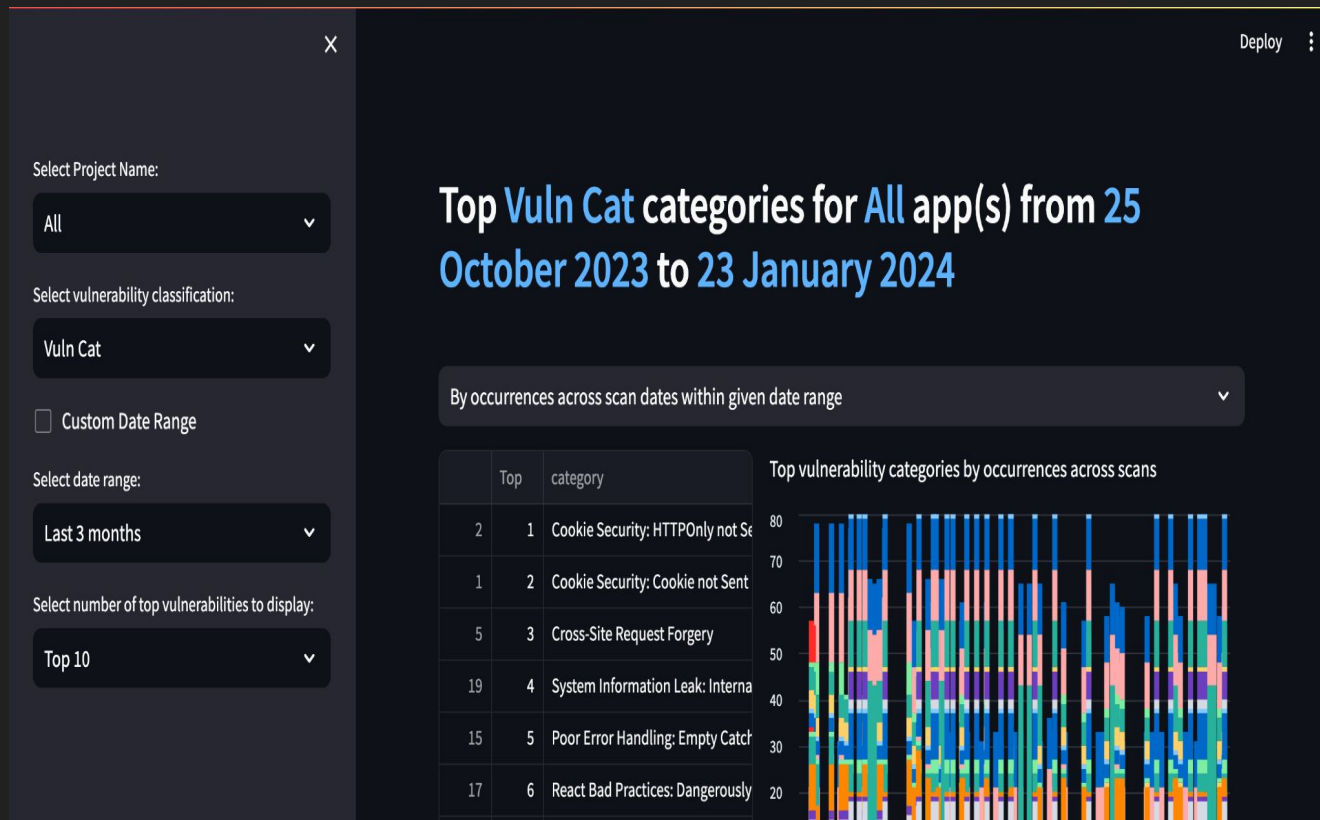 X
Deploy
Select Project Name:
All
Select vulnerability classification:
Vuln Cat
Custom Date Range
Select date range:
Last 3 months
Select number of top vulnerabilities to display:
Top 10
Top Vuln Cat categories for All app(s) from 25
October 2023 to 23 January 2024
By occurrences across scan dates within given date range
Top category
2 1 Cookie Security: HTTPOnly not Se
1 2 Cookie Security: Cookie not Sent
5 3 Cross-Site Request Forgery
19 4 System Information Leak: Interna
15 5 Poor Error Handling: Empty Catch
17 6 React Bad Practices: Dangerously
Top vulnerability categories by occurrences across scans
80
70
60
50
40
30
20